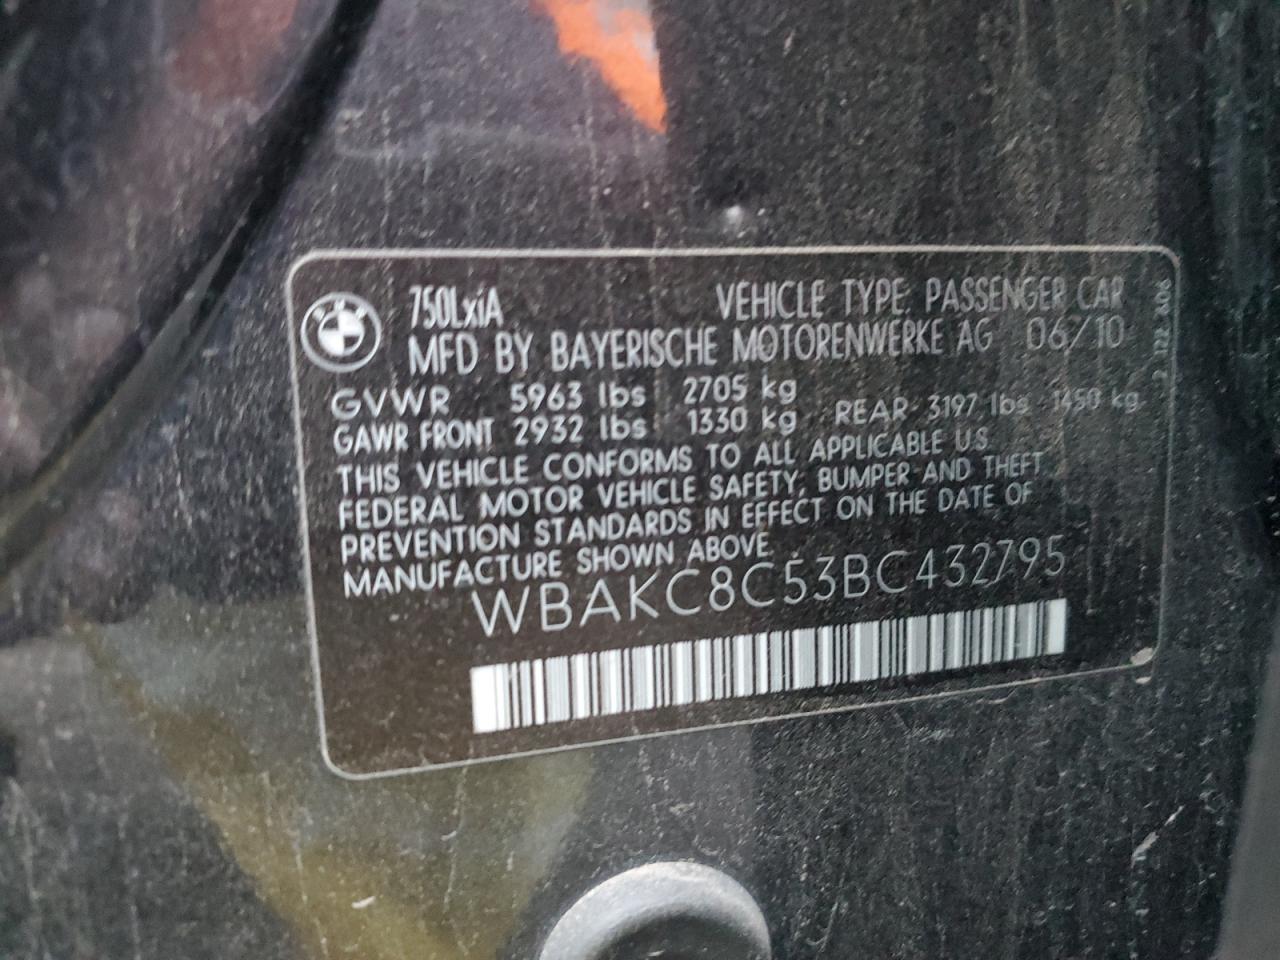 750LxiA VEHICLE TYPE: PASSENGER CAR
MFD BY BAYERISCHE MOTORENWERKE AG 06/10
GVWR 5963 lbs 2705 kg
GAWR FRONT 2932 lbs 1330 kg REAR 3197 lbs 1450 kg
THIS VEHICLE CONFORMS TO ALL APPLICABLE U.S.
FEDERAL MOTOR VEHICLE SAFETY, BUMPER AND THEFT
PREVENTION STANDARDS IN EFFECT ON THE DATE OF
MANUFACTURE SHOWN ABOVE.
WBAKC8C53BC432795